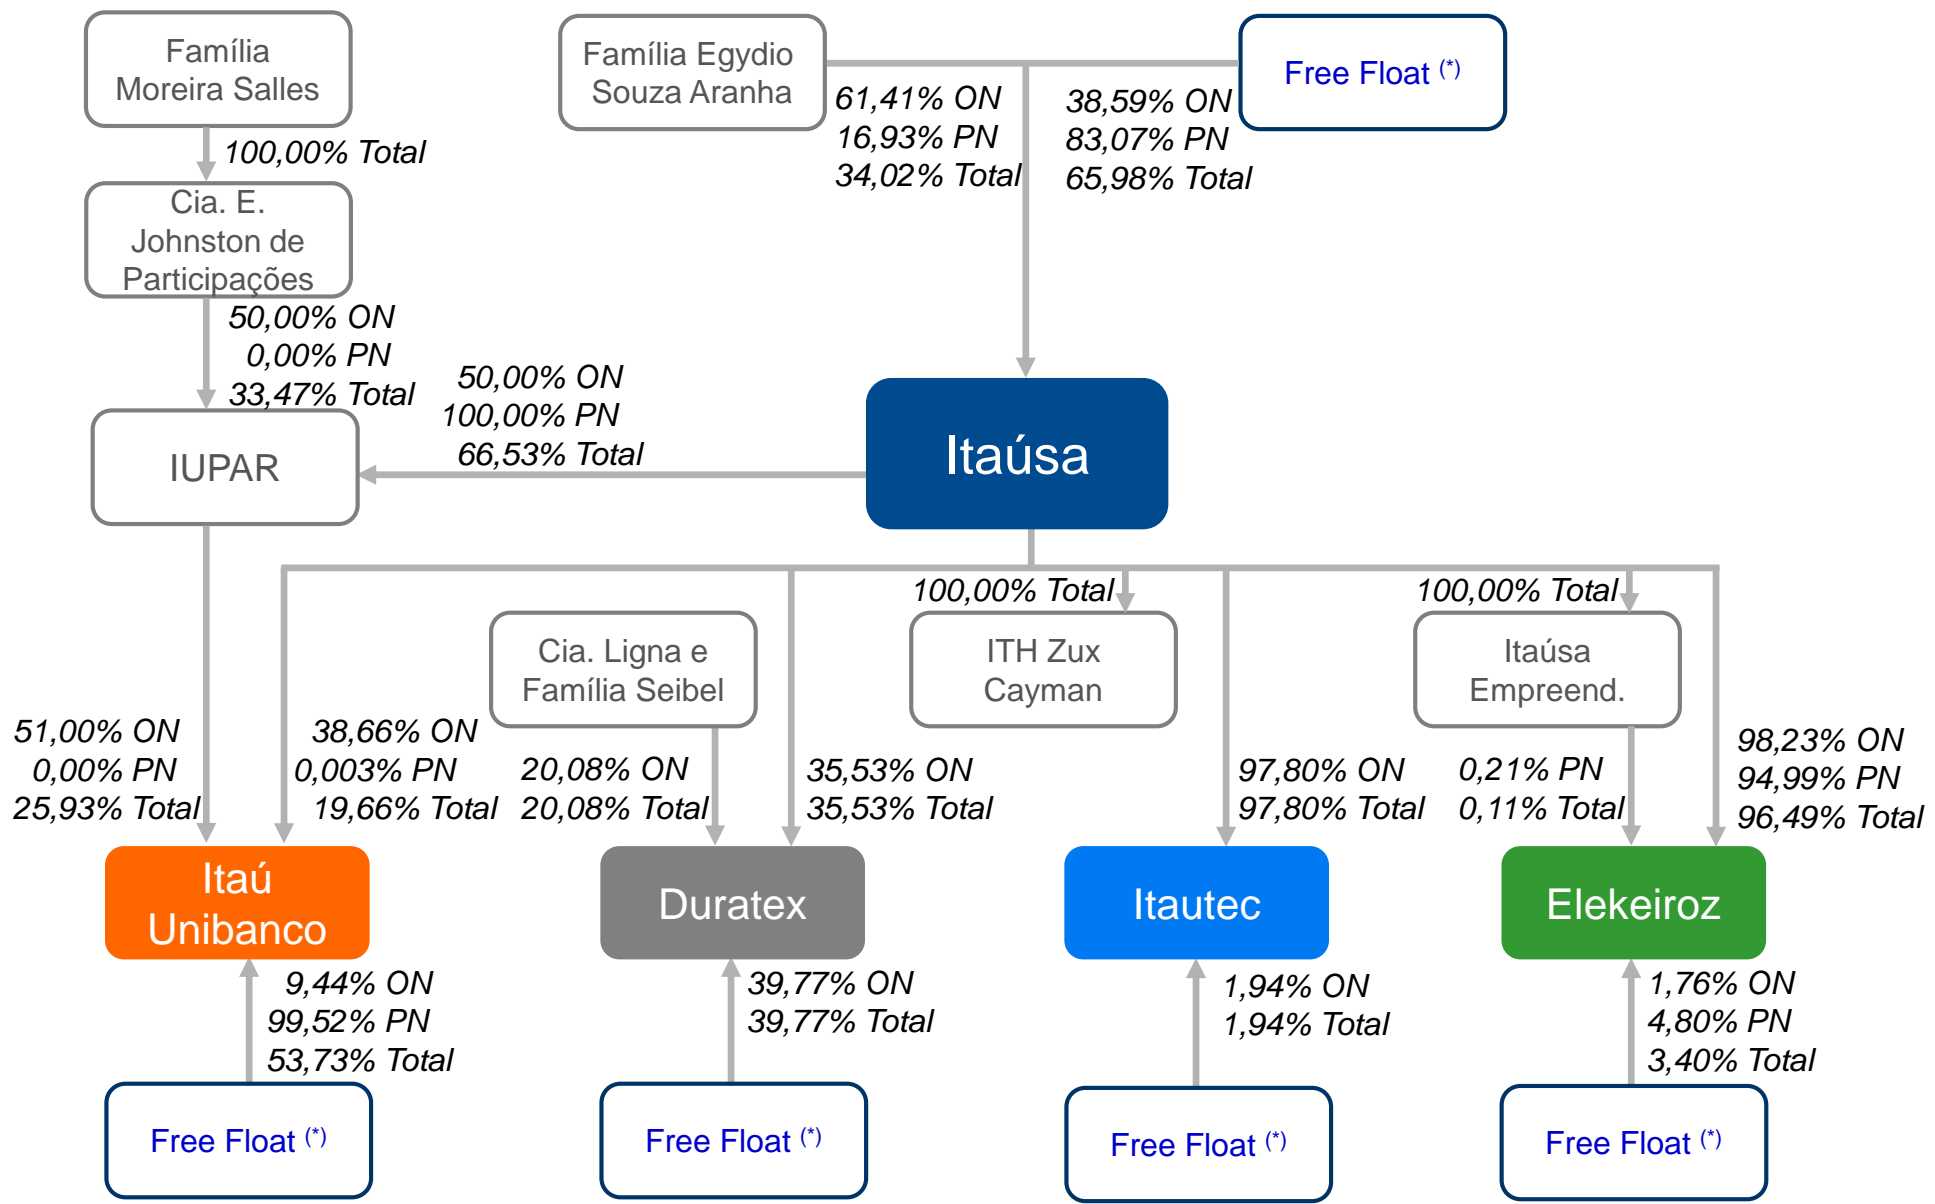 Família
Moreira Salles
100,00% Total
Cia. E.
Johnston de
Participações
50,00% ON
0,00% PN
33,47% Total
IUPAR
Família Egydio
Souza Aranha
61,41% ON
16,93% PN
34,02% Total
Free Float (*)
38,59% ON
83,07% PN
65,98% Total
50,00% ON
100,00% PN
66,53% Total
Itaúsa
100,00% Total
100,00% Total
Cia. Ligna e
Família Seibel
ITH Zux
Cayman
Itaúsa
Empreend.
51,00% ON
0,00% PN
25,93% Total
38,66% ON
0,003% PN
19,66% Total
20,08% ON
20,08% Total
35,53% ON
35,53% Total
97,80% ON
97,80% Total
0,21% PN
0,11% Total
98,23% ON
94,99% PN
96,49% Total
Itaú
Unibanco
Duratex
Itautec
Elekeiroz
9,44% ON
99,52% PN
53,73% Total
39,77% ON
39,77% Total
1,94% ON
1,94% Total
1,76% ON
4,80% PN
3,40% Total
Free Float (*)
Free Float (*)
Free Float (*)
Free Float (*)